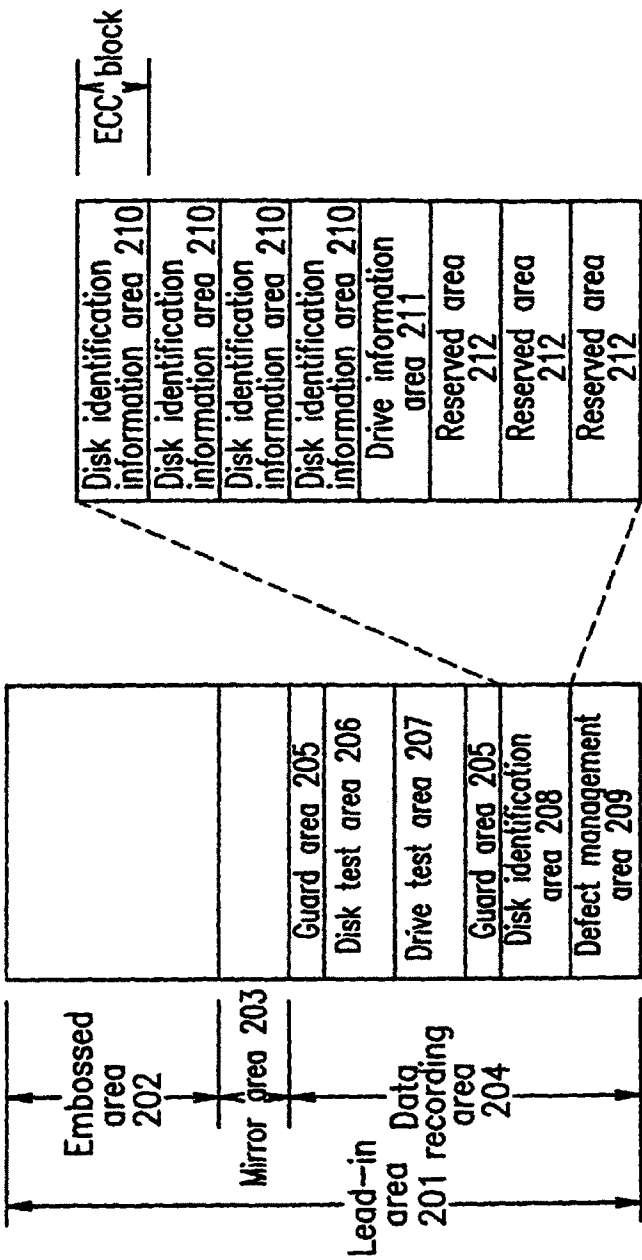 Lead-in
area
201
Embossed
area
202
Mirror area 203
Data
recording
area
204
Guard area 205
Disk test area 206
Drive test area 207
Guard area 205
Disk identification
area 208
Defect management
area 209
ECC block
Disk identification
information area 210
Disk identification
information area 210
Disk identification
information area 210
Disk identification
information area 210
Drive information
area 211
Reserved area
212
Reserved area
212
Reserved area
212